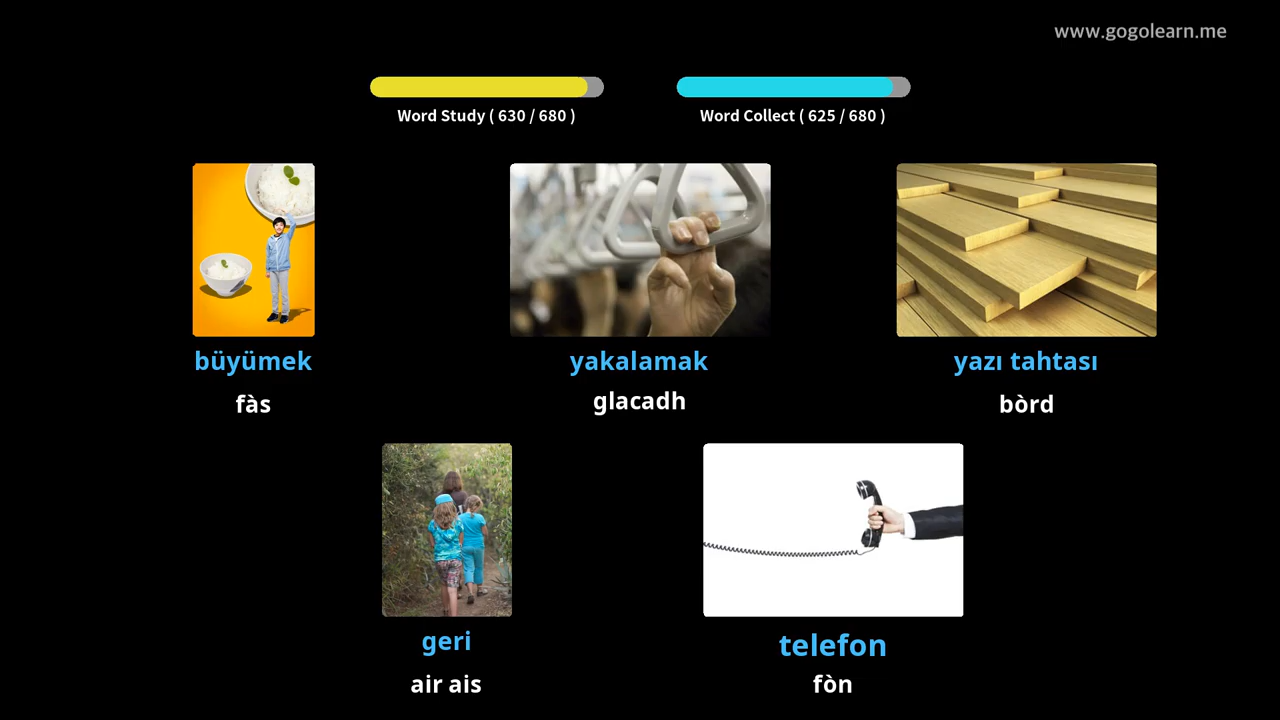 www.gogolearn.me
Word Study ( 630 / 680 )
Word Collect ( 625 / 680 )
büyümek
fàs
yakalamak
glacadh
yazı tahtası
bòrd
geri
air ais
telefon
fòn